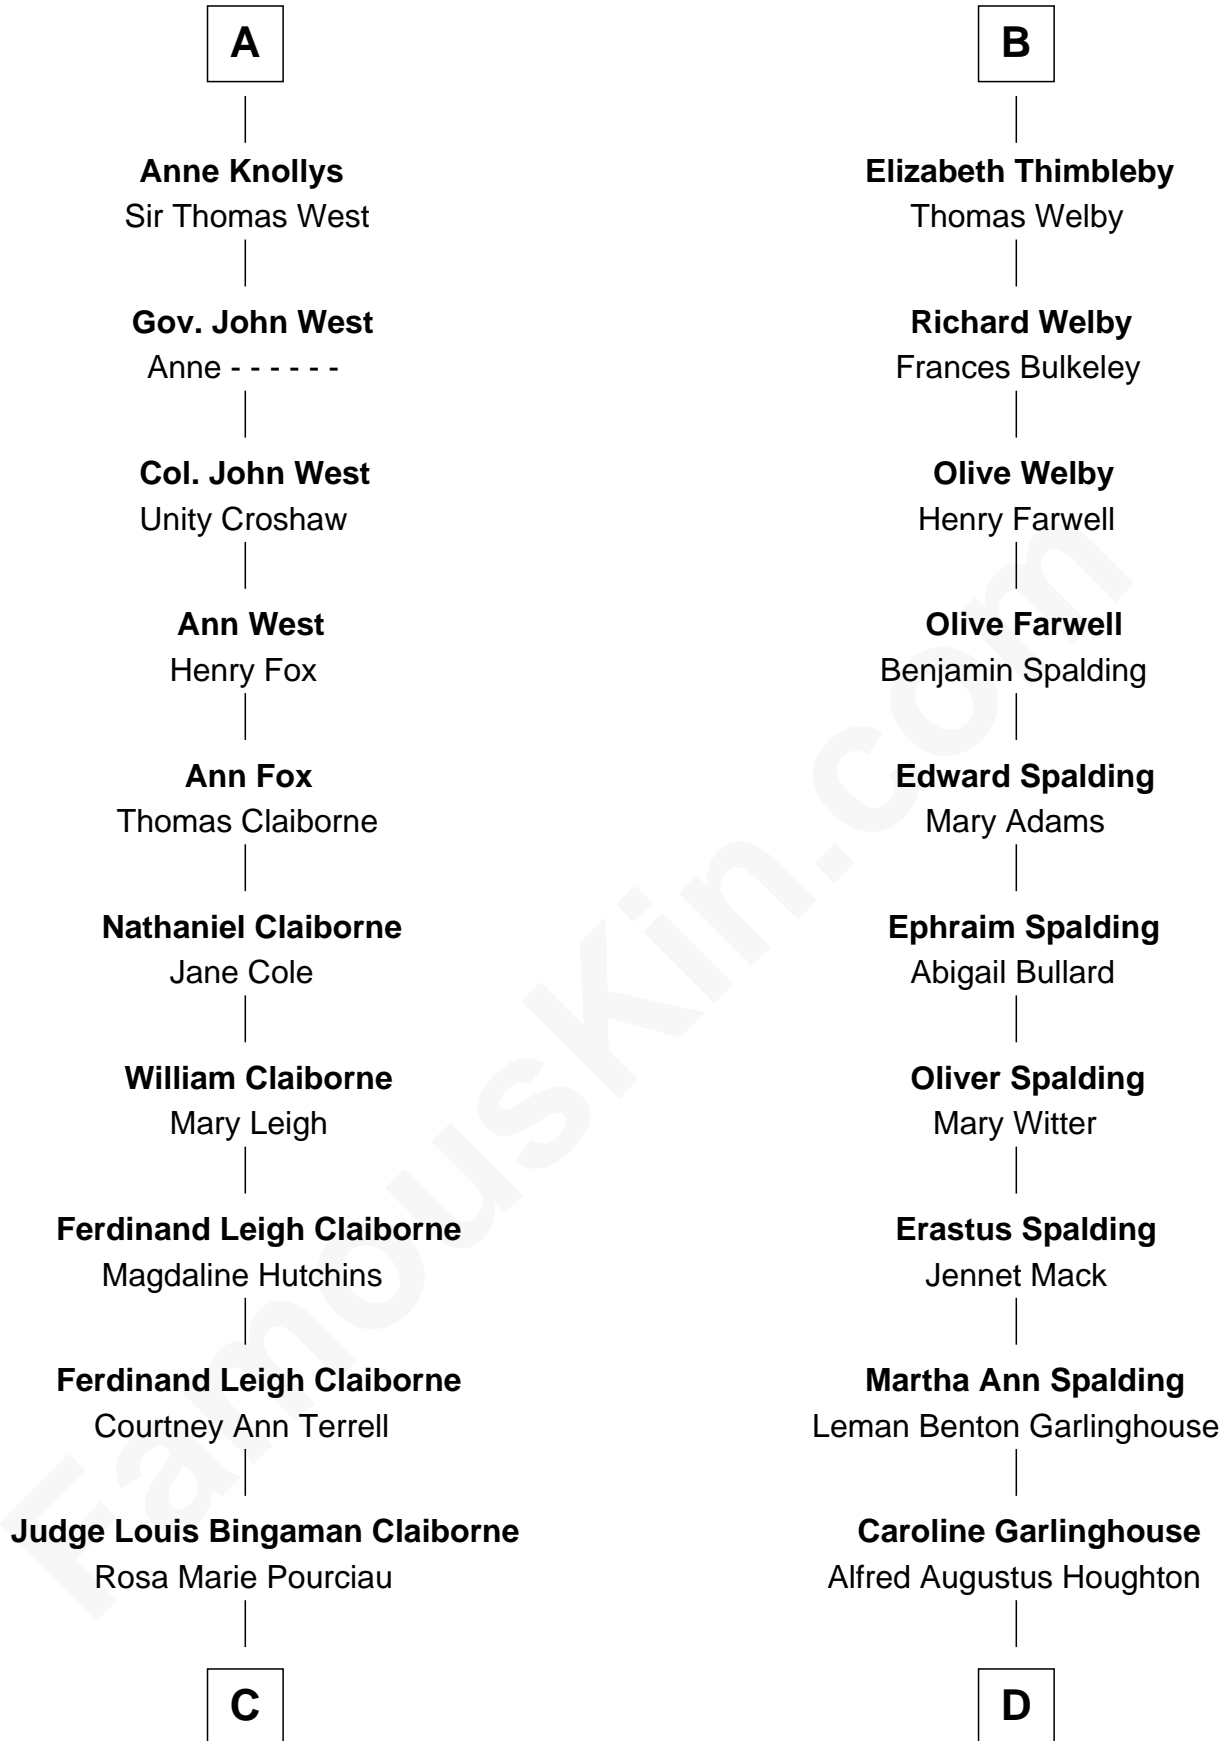 A
Anne Knollys
Sir Thomas West
Gov. John West
Anne - - - - - -
Col. John West
Unity Croshaw
Ann West
Henry Fox
Ann Fox
Thomas Claiborne
Nathaniel Claiborne
Jane Cole
William Claiborne
Mary Leigh
Ferdinand Leigh Claiborne
Magdaline Hutchins
Ferdinand Leigh Claiborne
Courtney Ann Terrell
Judge Louis Bingaman Claiborne
Rosa Marie Pourciau
C
B
Elizabeth Thimbleby
Thomas Welby
Richard Welby
Frances Bulkeley
Olive Welby
Henry Farwell
Olive Farwell
Benjamin Spalding
Edward Spalding
Mary Adams
Ephraim Spalding
Abigail Bullard
Oliver Spalding
Mary Witter
Erastus Spalding
Jennet Mack
Martha Ann Spalding
Leman Benton Garlinghouse
Caroline Garlinghouse
Alfred Augustus Houghton
D
FamousKin.com